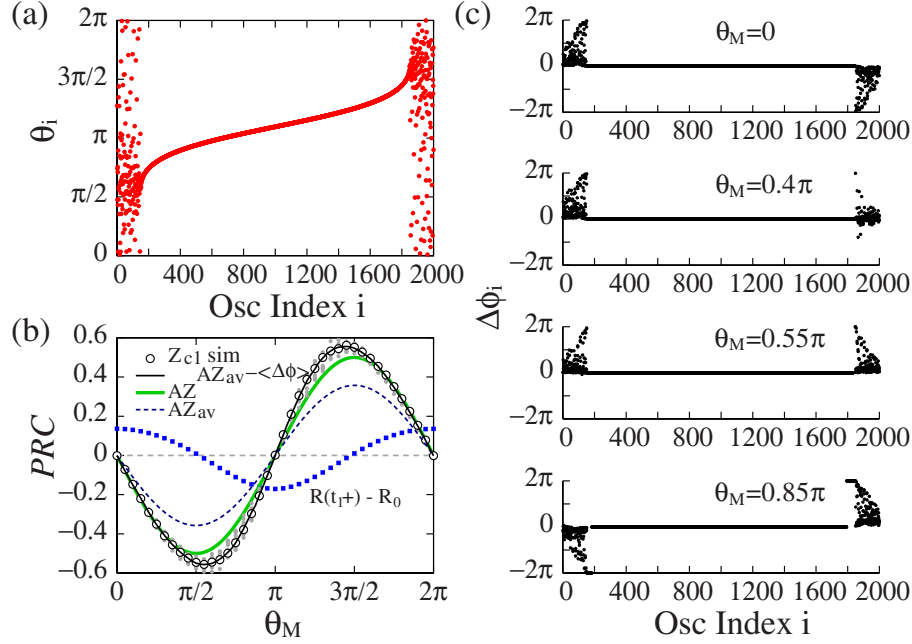 (a)
2π
3π/2
θi
π
π/2
0
0 400 800 1200 1600 2000
Osc Index i
(b)
0.6
0.4
0.2
0
−0.2
−0.4
−0.6
PRC
Zc1 sim
AZav−<Δϕ>
AZ
AZav
R(t1+) - R0
0 π/2 π 3π/2 2π
θM
(c)
Δϕi
2π
0
−2π
θM=0
0 400 800 1200 1600 2000
2π
0
−2π
θM=0.4π
0 400 800 1200 1600 2000
2π
0
−2π
θM=0.55π
0 400 800 1200 1600 2000
2π
0
−2π
θM=0.85π
0 400 800 1200 1600 2000
Osc Index i